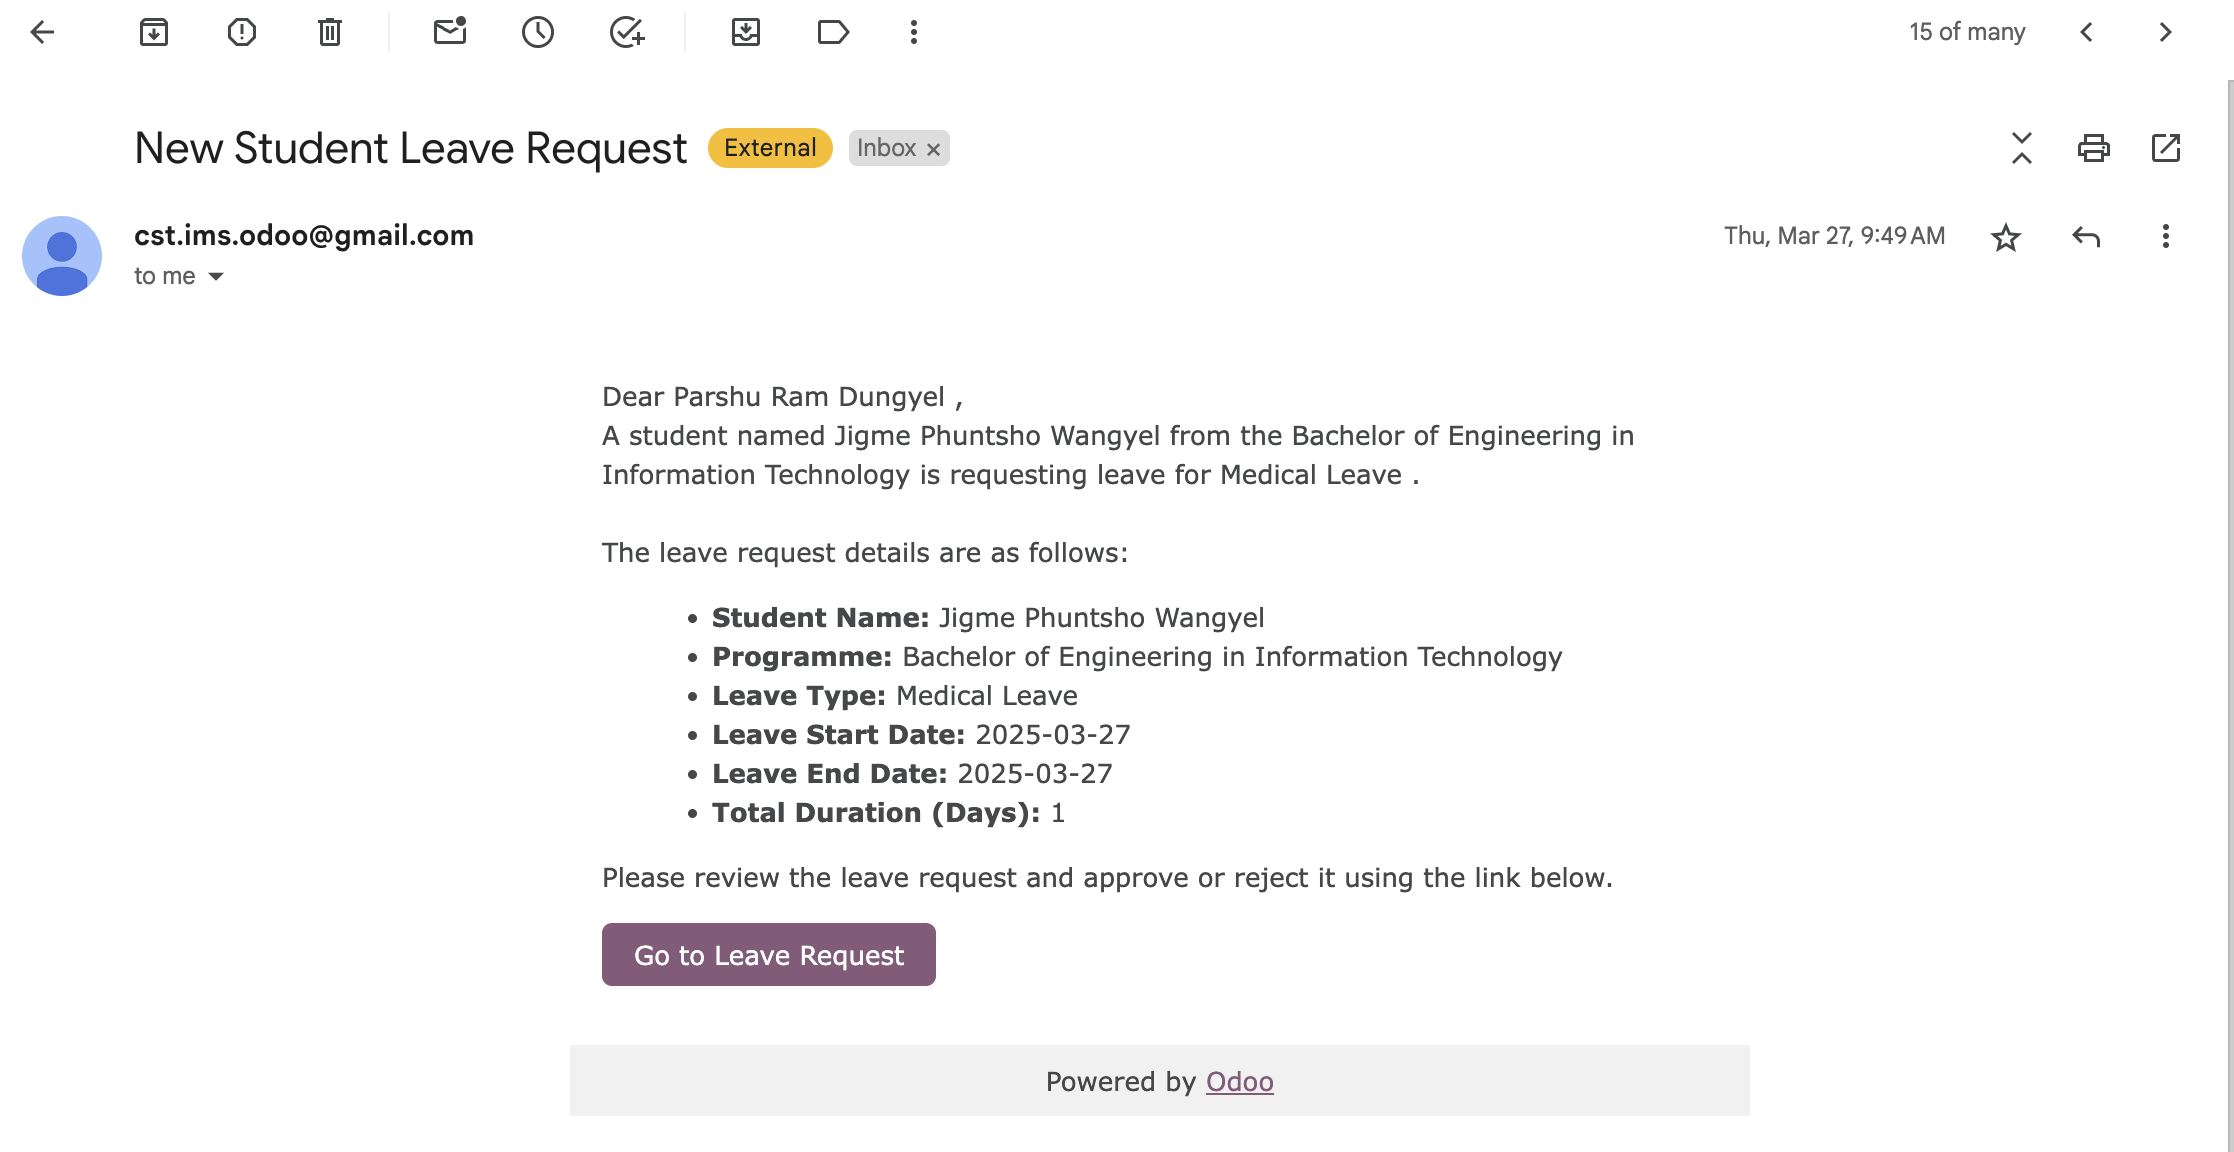 15 of many
New Student Leave Request External Inbox ×
cst.ims.odoo@gmail.com Thu, Mar 27, 9:49 AM
to me
Dear Parshu Ram Dungyel ,
A student named Jigme Phuntsho Wangyel from the Bachelor of Engineering in
Information Technology is requesting leave for Medical Leave .
The leave request details are as follows:
• Student Name: Jigme Phuntsho Wangyel
• Programme: Bachelor of Engineering in Information Technology
• Leave Type: Medical Leave
• Leave Start Date: 2025-03-27
• Leave End Date: 2025-03-27
• Total Duration (Days): 1
Please review the leave request and approve or reject it using the link below.
Go to Leave Request
Powered by Odoo